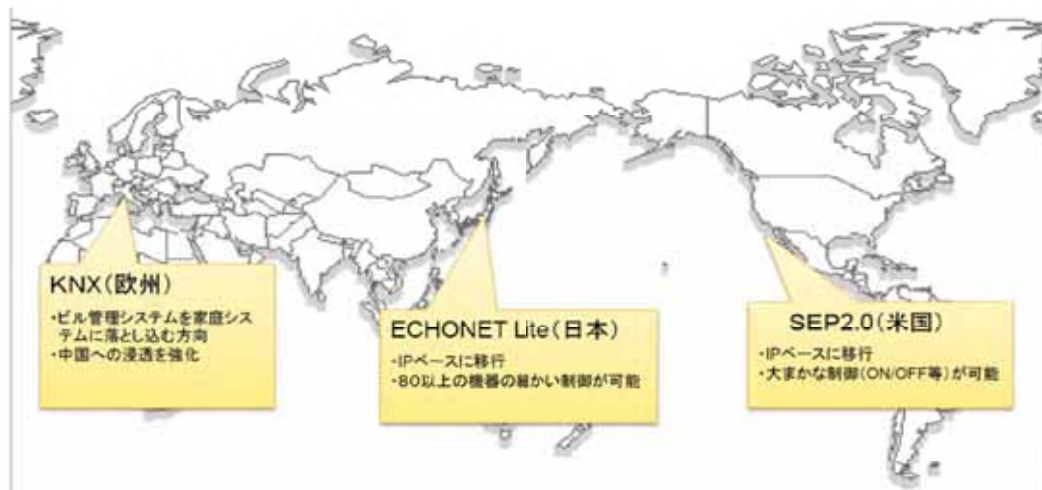 KNX(欧州)
・ビル管理システムを家庭シス
テムに落とし込む方向
・中国への浸透を強化
ECHONET Lite(日本)
・IPベースに移行
・80以上の機器の細かい制御が可能
SEP2.0(米国)
・IPベースに移行
・大まかな制御(ON/OFF等)が可能